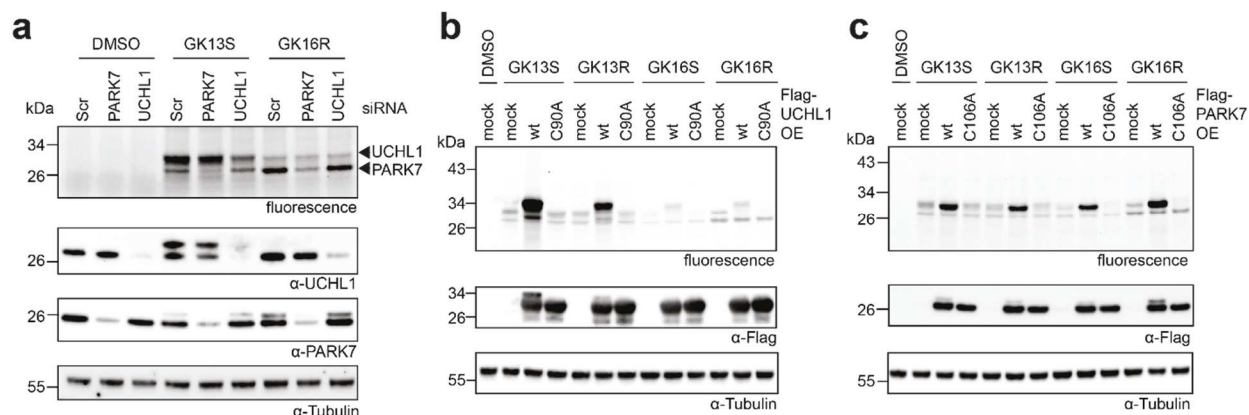 a
DMSO GK13S GK16R
Scr PARK7 UCHL1 Scr PARK7 UCHL1 Scr PARK7 UCHL1 siRNA
kDa
34
26
UCHL1
PARK7
fluorescence
26
α-UCHL1
26
α-PARK7
55
α-Tubulin
b
DMSO GK13S GK13R GK16S GK16R
mock mock wt C90A mock wt C90A mock wt C90A mock wt C90A
Flag-
UCHL1
OE
kDa
43
34
26
fluorescence
34
26
α-Flag
55
α-Tubulin
c
DMSO GK13S GK13R GK16S GK16R
mock mock wt C106A mock wt C106A mock wt C106A mock wt C106A
Flag-
PARK7
OE
kDa
43
34
26
fluorescence
34
26
α-Flag
55
α-Tubulin